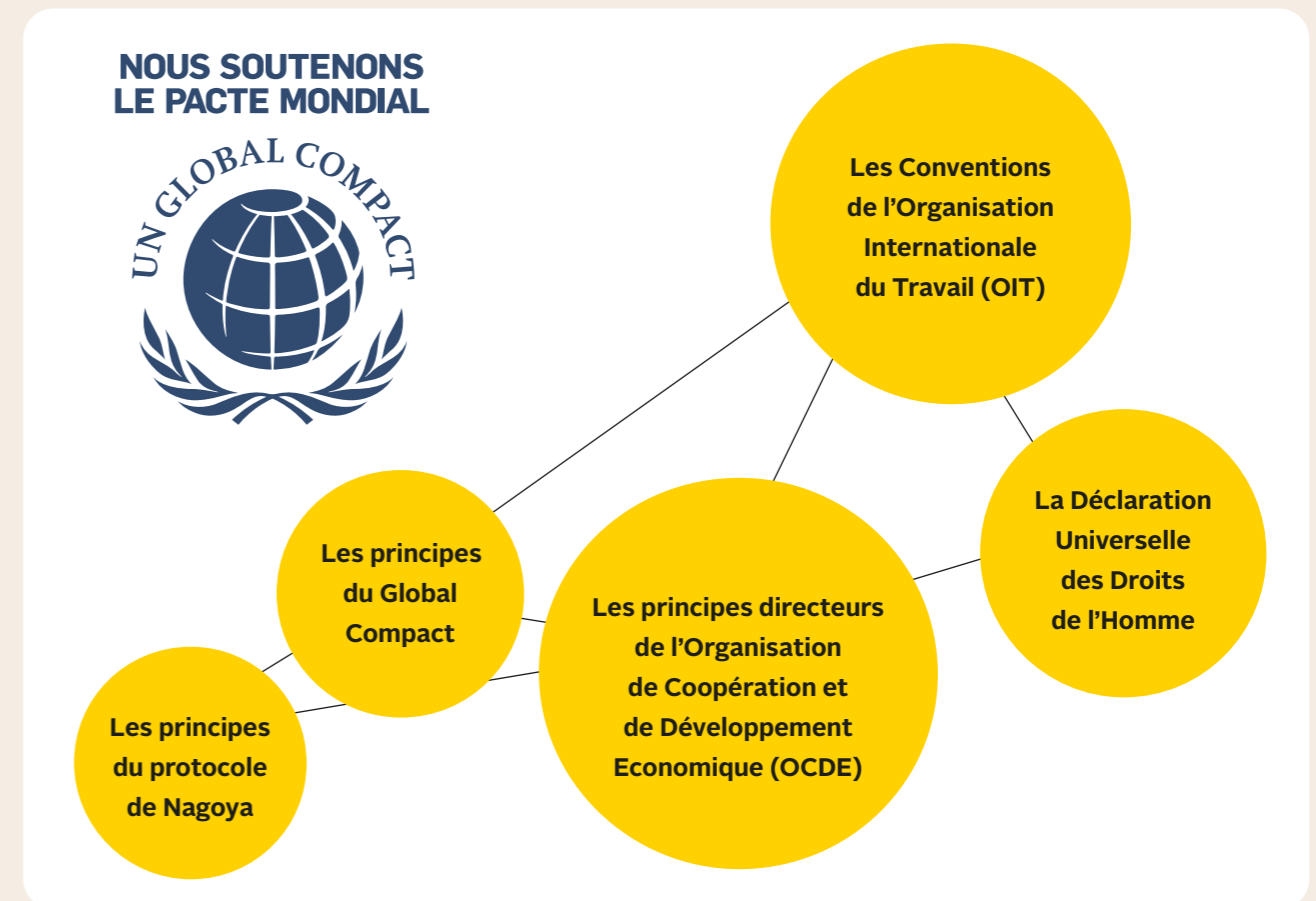 NOUS SOUTENONS
LE PACTE MONDIAL
UN GLOBAL COMPACT
Les Conventions
de l'Organisation
Internationale
du Travail (OIT)
La Déclaration
Universelle
des Droits
de l'Homme
Les principes
du Global
Compact
Les principes directeurs
de l'Organisation
de Coopération et
de Développement
Economique (OCDE)
Les principes
du protocole
de Nagoya